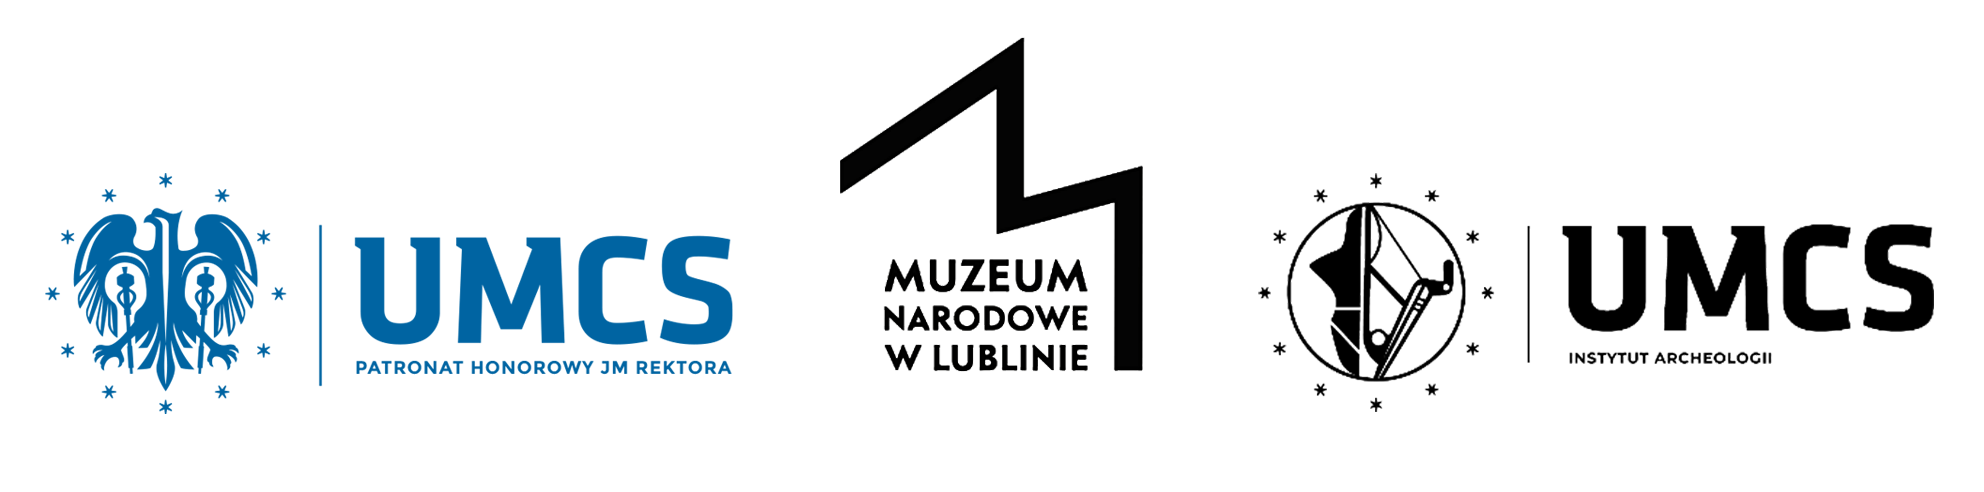 UMCS
PATRONAT HONOROWY JM REKTORA
MUZEUM
NARODOWE
W LUBLINIE
UMCS
INSTYTUT ARCHEOLOGII